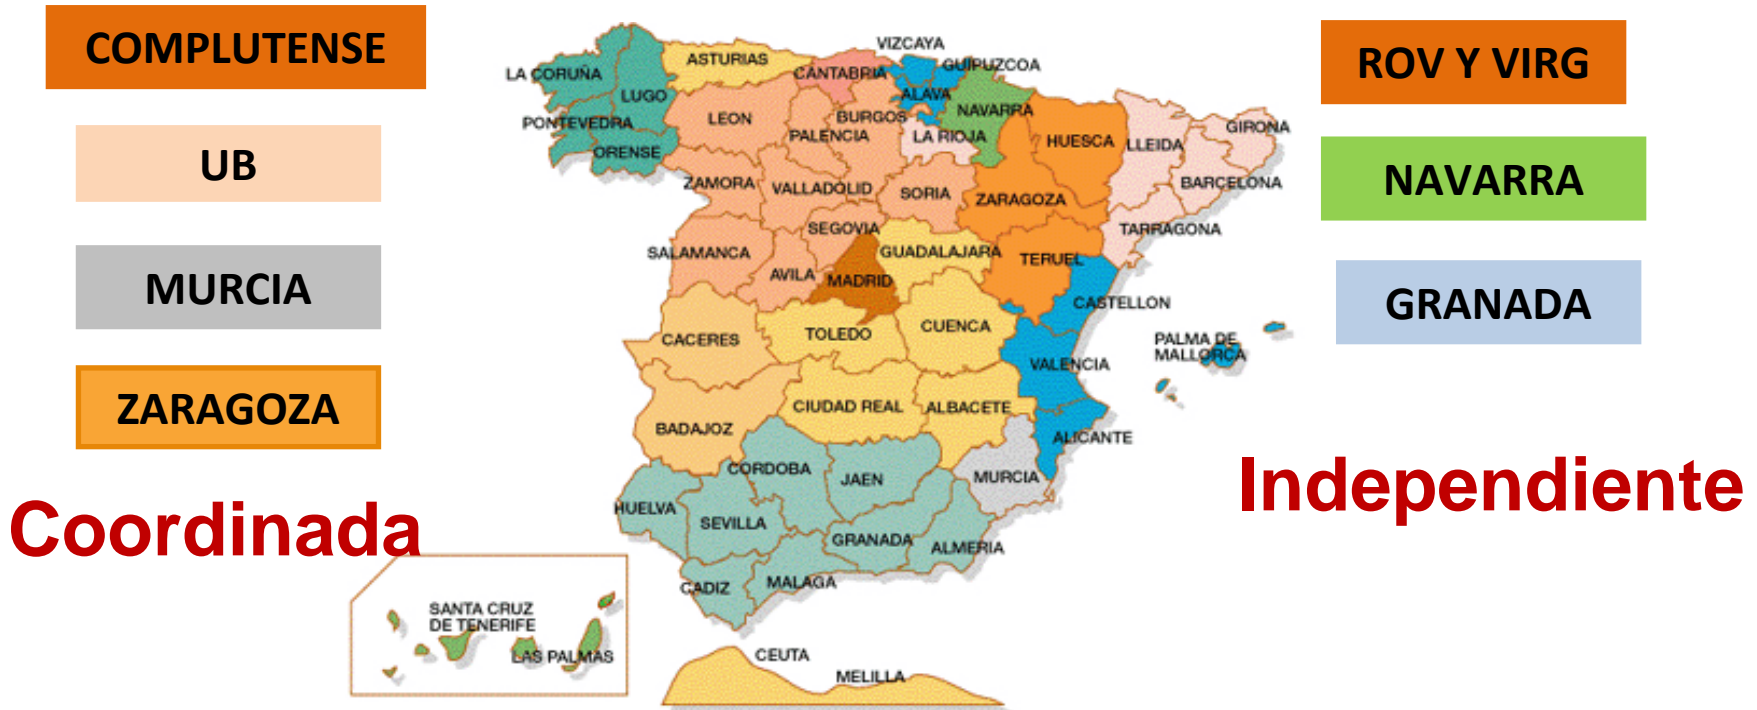 COMPLUTENSE
UB
MURCIA
ZARAGOZA
Coordinada
ROV Y VIRG
NAVARRA
GRANADA
Independiente
VIZCAYA
ASTURIAS
GUIPUZCOA
LA CORUÑA
CANTABRIA
LUGO
ALAVA
NAVARRA
PONTEVEDRA
LEON
BURGOS
PALENCIA
LA RIOJA
HUESCA
LLEIDA
GIRONA
ORENSE
ZAMORA
VALLADOLID
SORIA
ZARAGOZA
BARCELONA
SEGOVIA
TARRAGONA
SALAMANCA
GUADALAJARA
TERUEL
AVILA
MADRID
CASTELLON
CACERES
TOLEDO
CUENCA
PALMA DE
MALLORCA
VALENCIA
CIUDAD REAL
ALBACETE
BADAJOZ
ALICANTE
CORDOBA
JAEN
MURCIA
HUELVA
SEVILLA
GRANADA
ALMERIA
CADIZ
MALAGA
SANTA CRUZ
DE TENERIFE
LAS PALMAS
CEUTA
MELILLA